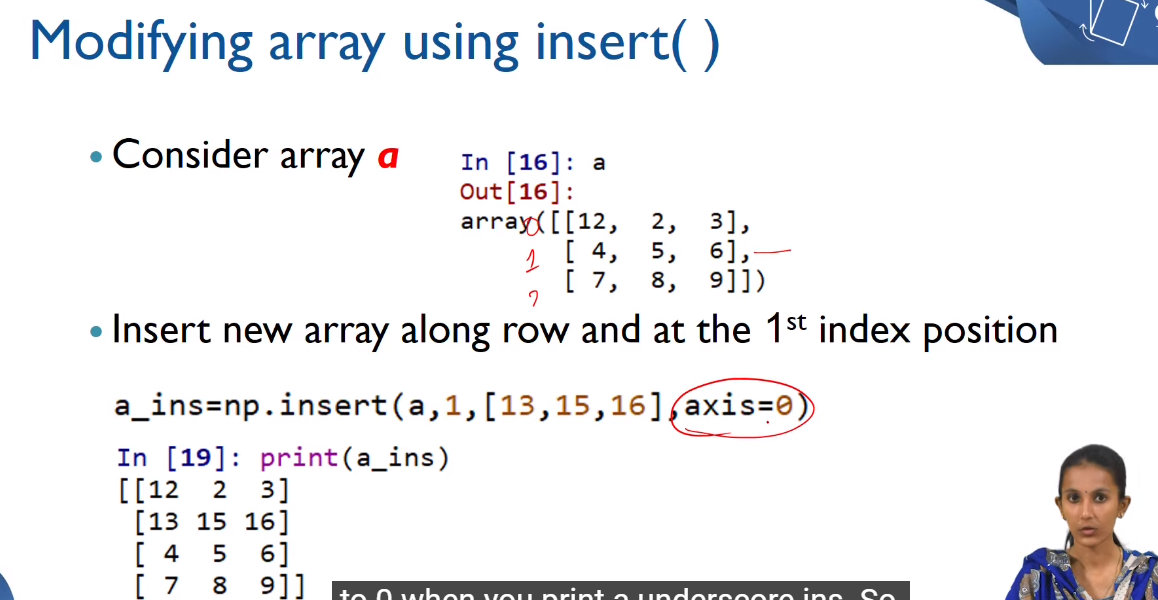 Modifying array using insert( )
• Consider array a
In [16]: a
Out[16]:
array([[12, 2, 3],
[ 4, 5, 6],
[ 7, 8, 9]])
0
1
2
• Insert new array along row and at the 1st index position
a_ins=np.insert(a,1,[13,15,16],axis=0)
In [19]: print(a_ins)
[[12 2 3]
[13 15 16]
[ 4 5 6]
[ 7 8 9]]
to 0 when you print a underscore ins. So